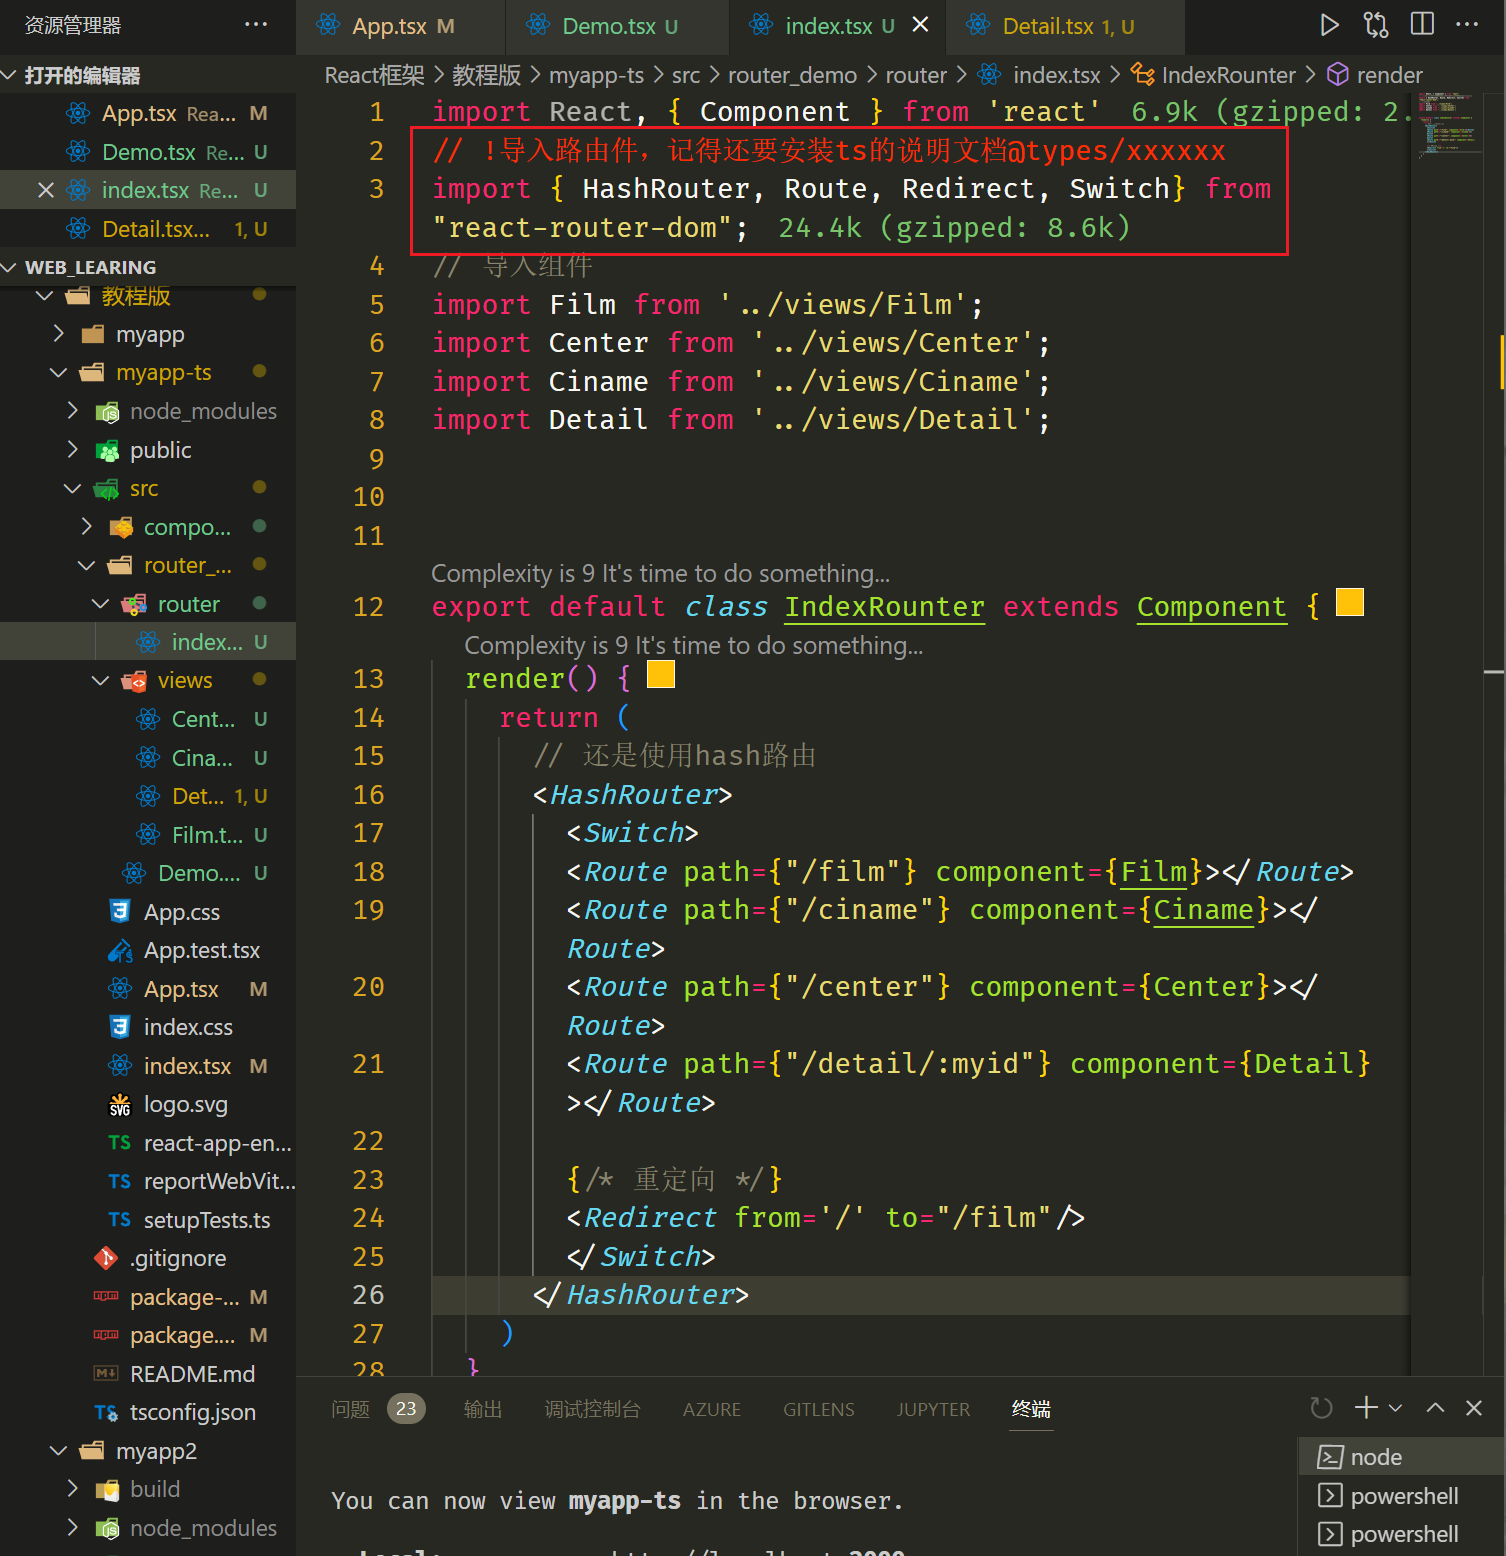 资源管理器 ···
App.tsx M
Demo.tsx U
index.tsx U
Detail.tsx 1, U
打开的编辑器
App.tsx Rea... M
Demo.tsx Re... U
index.tsx Re... U
Detail.tsx... 1, U
WEB_LEARING
教程版
myapp
myapp-ts
node_modules
public
src
compo...
router_...
router
index... U
views
Cent... U
Cina... U
Det... 1, U
Film.t... U
Demo.... U
App.css
App.test.tsx
App.tsx M
index.css
index.tsx M
logo.svg
react-app-en...
reportWebVit...
setupTests.ts
.gitignore
package-... M
package.... M
README.md
tsconfig.json
myapp2
build
node_modules
React框架 > 教程版 > myapp-ts > src > router_demo > router > index.tsx > IndexRounter > render
1 import React, { Component } from 'react' 6.9k (gzipped: 2.
2 // !导入路由件，记得还要安装ts的说明文档@types/xxxxxx
3 import { HashRouter, Route, Redirect, Switch} from
"react-router-dom"; 24.4k (gzipped: 8.6k)
4 // 导入组件
5 import Film from '../views/Film';
6 import Center from '../views/Center';
7 import Ciname from '../views/Ciname';
8 import Detail from '../views/Detail';
9
10
11
Complexity is 9 It's time to do something...
12 export default class IndexRounter extends Component {
Complexity is 9 It's time to do something...
13 render() {
14 return (
15 // 还是使用hash路由
16 <HashRouter>
17 <Switch>
18 <Route path={"/film"} component={Film}></Route>
19 <Route path={"/ciname"} component={Ciname}></
Route>
20 <Route path={"/center"} component={Center}></
Route>
21 <Route path={"/detail/:myid"} component={Detail}
></Route>
22
23 {/* 重定向 */}
24 <Redirect from='/' to="/film"/>
25 </Switch>
26 </HashRouter>
27 )
28 }
问题 23 输出 调试控制台 AZURE GITLENS JUPYTER 终端
You can now view myapp-ts in the browser.
node
powershell
powershell